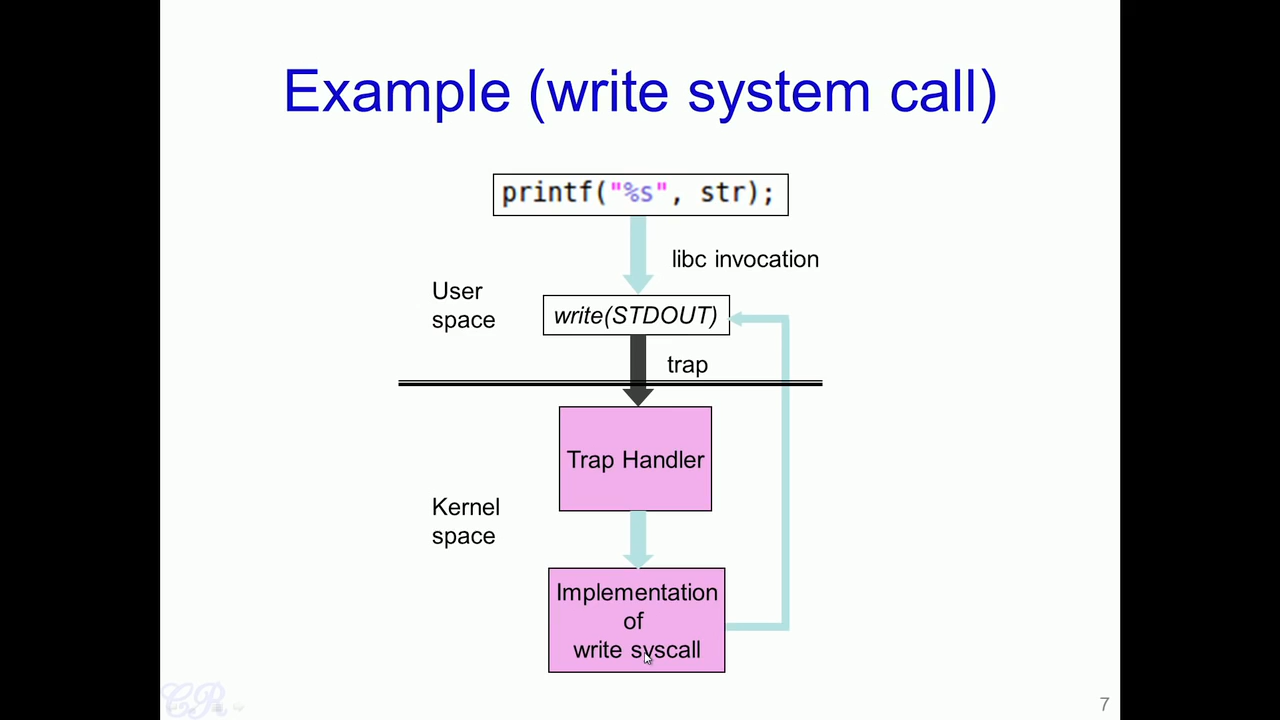 Example (write system call)
printf("%s", str);
libc invocation
User
space
write(STDOUT)
trap
Trap Handler
Kernel
space
Implementation
of
write syscall
CR
7